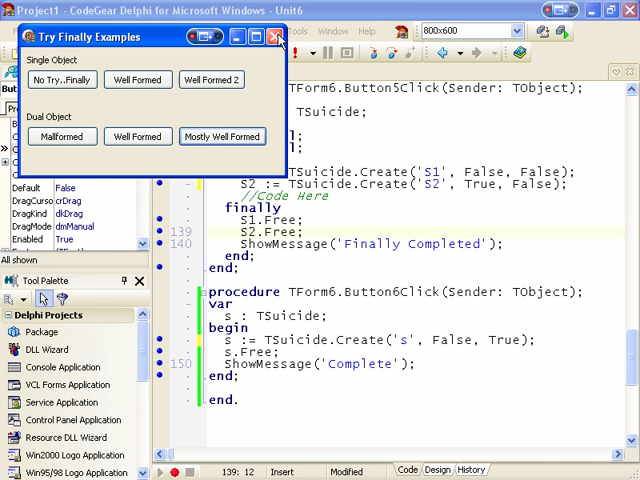 Project1 - CodeGear Delphi for Microsoft Windows - Unit6
Tools Window Help
800x600
Try Finally Examples
Single Object
No Try..Finally
Well Formed
Well Formed 2
Dual Object
Mallformed
Well Formed
Mostly Well Formed
Default False
DragCursor crDrag
DragKind dkDrag
DragMode dmManual
Enabled True
All shown
Tool Palette
Delphi Projects
Package
DLL Wizard
Console Application
VCL Forms Application
Service Application
Control Panel Application
Resource DLL Wizard
Win2000 Logo Application
Win95/98 Logo Application
TForm6.Button5Click(Sender: TObject);
TSuicide;
TSuicide.Create('S1', False, False);
S2 := TSuicide.Create('S2', True, False);
//Code Here
finally
S1.Free;
139 S2.Free;
140 ShowMessage('Finally Completed');
end;
end;
procedure TForm6.Button6Click(Sender: TObject);
var
s : TSuicide;
begin
s := TSuicide.Create('s', False, True);
s.Free;
150 ShowMessage('Complete');
end;
end.
139: 12 Insert Modified Code Design History